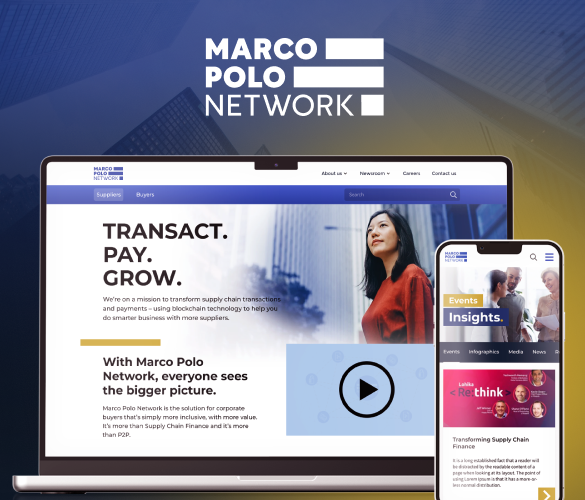 MARCO
POLO
NETWORK
MARCO
POLO
NETWORK
About us
Newsroom
Careers
Contact us
Suppliers
Buyers
Search
TRANSACT.
PAY.
GROW.
We're on a mission to transform supply chain transactions
and payments – using blockchain technology to help you
do smarter business with more suppliers.
With Marco Polo
Network, everyone sees
the bigger picture.
Marco Polo Network is the solution for corporate
buyers that's simply more inclusive, with more value.
It's more than Supply Chain Finance and it's more
than P2P.
MARCO
POLO
NETWORK
Events
Insights.
Events
Infographics
Media
News
<Re:think>
Transforming Supply Chain
Finance
It is a long established fact that a reader will
be distracted by the readable content of a
page when looking at its layout. The point of
using Lorem Ipsum is that it has a more-or-
less normal distribution.